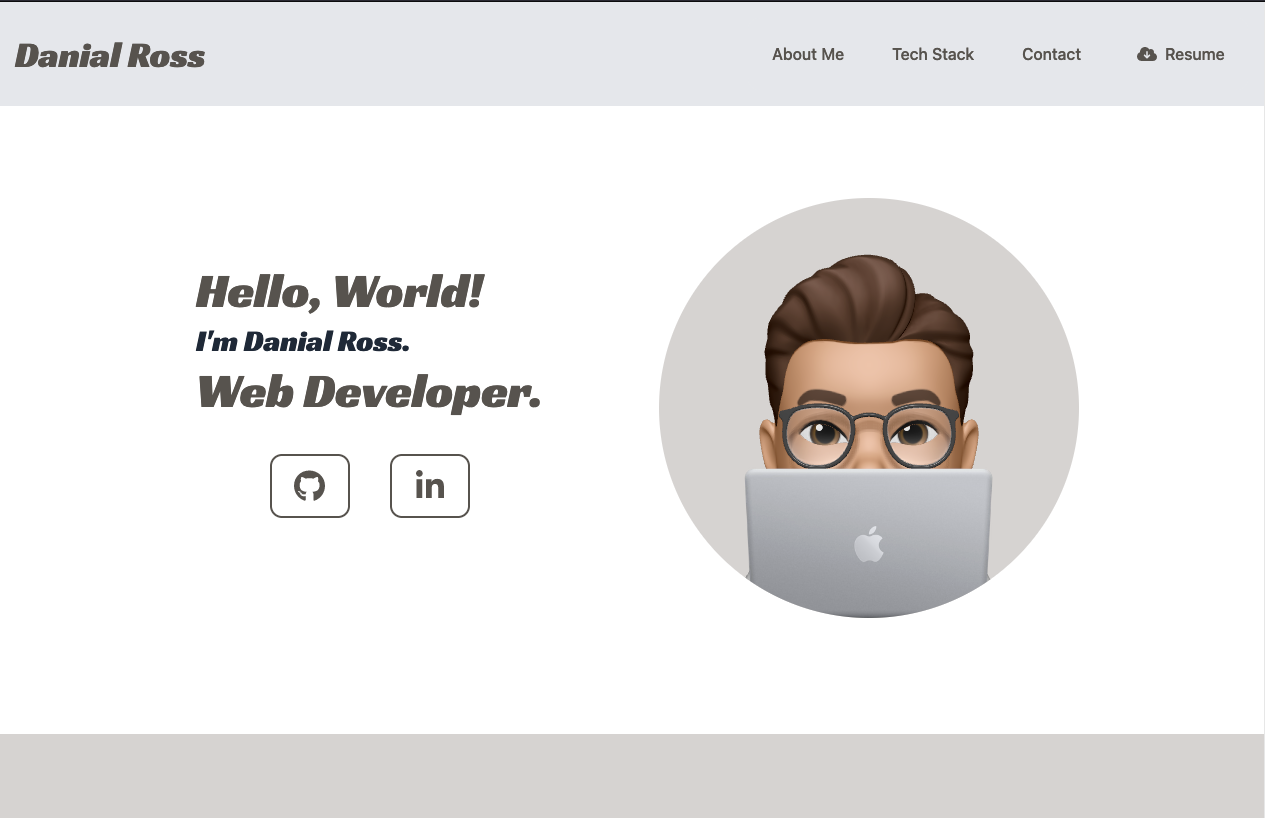 Danial Ross
About Me
Tech Stack
Contact
Resume
Hello, World!
I'm Danial Ross.
Web Developer.
in